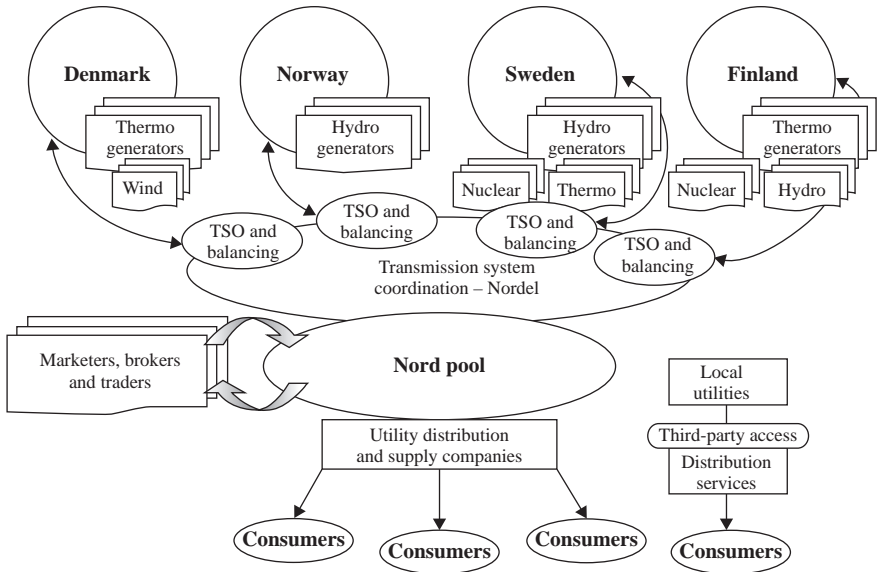 Denmark
Norway
Sweden
Finland
Thermo
generators
Wind
Hydro
generators
Hydro
generators
Nuclear
Thermo
Thermo
generators
Nuclear
Hydro
TSO and
balancing
TSO and
balancing
TSO and
balancing
TSO and
balancing
Transmission system
coordination – Nordel
Marketers, brokers
and traders
Nord pool
Local
utilities
Third-party access
Distribution
services
Utility distribution
and supply companies
Consumers
Consumers
Consumers
Consumers